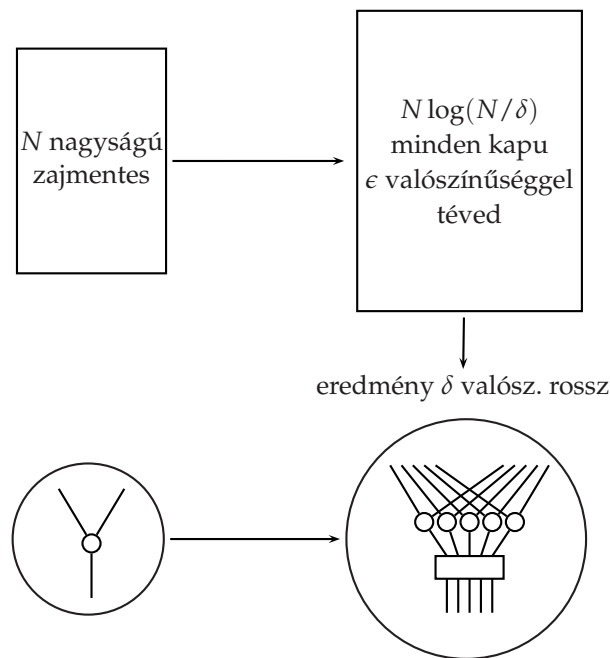 N nagyságú
zajmentes
N log(N/δ)
minden kapu
ϵ valószínűséggel
téved
eredmény δ valósz. rossz